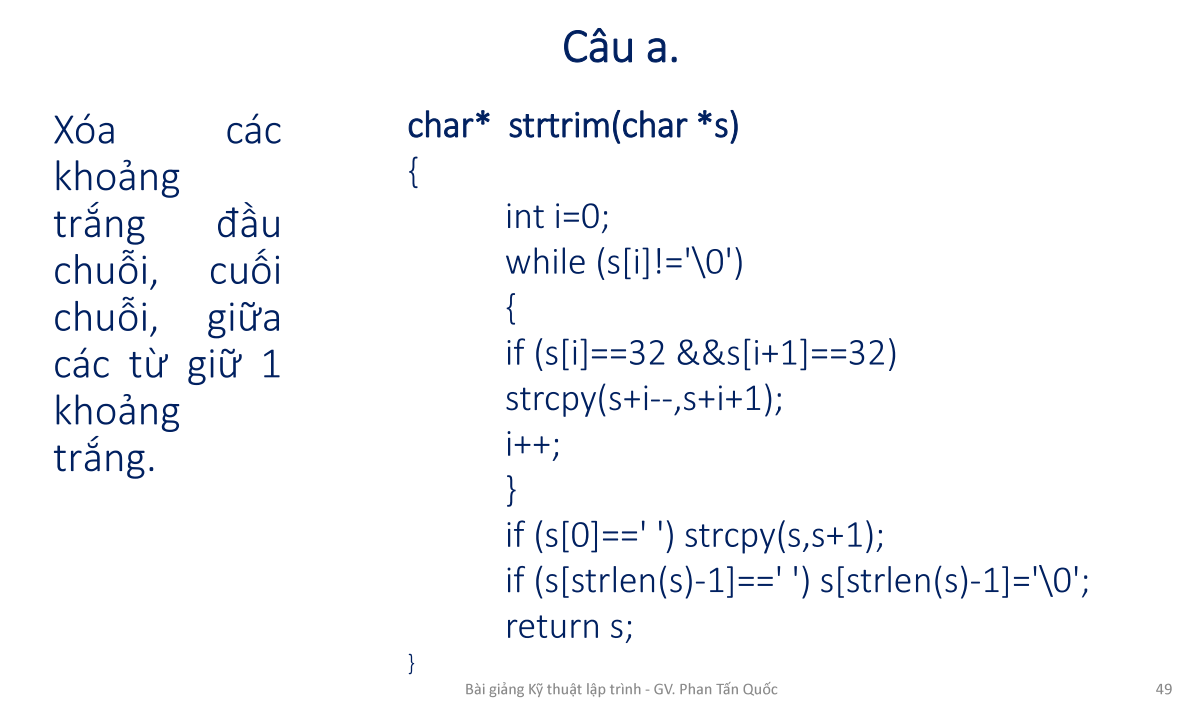 Câu a.
Xóa các
khoảng
trắng đầu
chuỗi, cuối
chuỗi, giữa
các từ giữ 1
khoảng
trắng.
char* strtrim(char *s)
{
int i=0;
while (s[i]!='\0')
{
if (s[i]==32 &&s[i+1]==32)
strcpy(s+i--,s+i+1);
i++;
}
if (s[0]==' ') strcpy(s,s+1);
if (s[strlen(s)-1]==' ') s[strlen(s)-1]='\0';
return s;
}
Bài giảng Kỹ thuật lập trình - GV. Phan Tấn Quốc
49